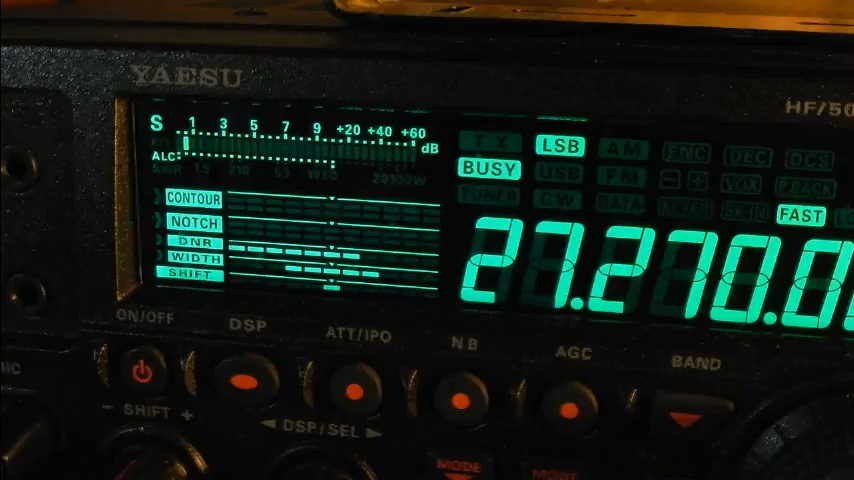 YAESU
HF/50
S 1 3 5 7 9 +20 +40 +60 dB
ALC
TX LSB AM ENC DEC DCS
BUSY USB FM - + VOX P.BACK
TUNER CW DATA FAST
CONTOUR
NOTCH
DNR
WIDTH
SHIFT
27.270.0
ON/OFF DSP ATT/IPO NB AGC BAND
MIC
- SHIFT + ◀ DSP/SEL ▶
MODE MODE